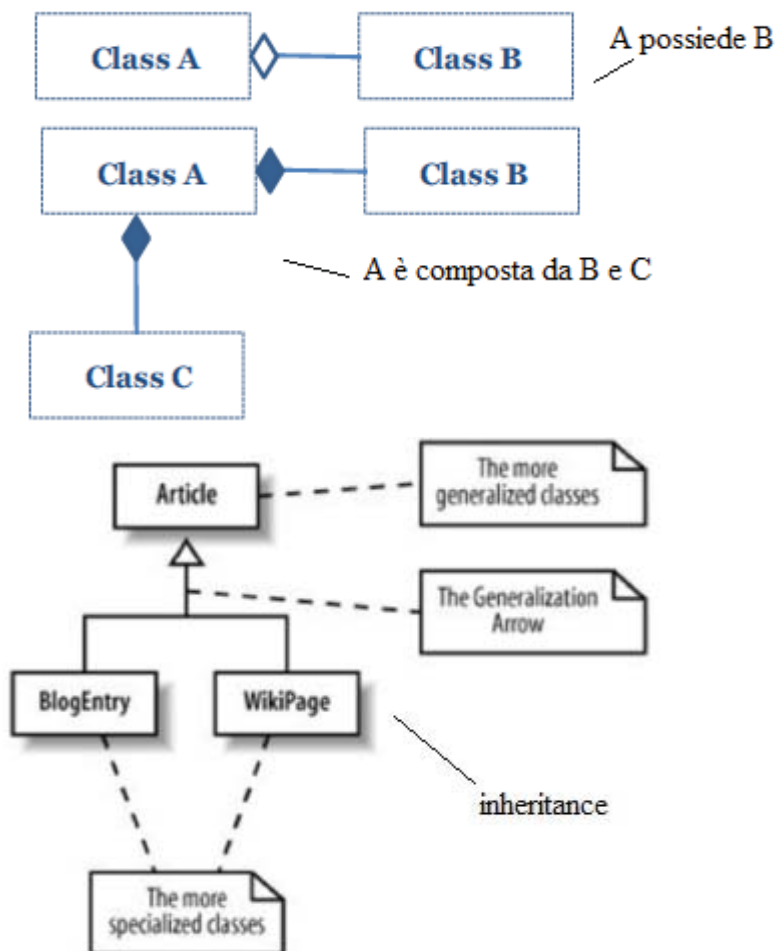 Class A
Class B
A possiede B
Class A
Class B
A è composta da B e C
Class C
Article
The more
generalized classes
The Generalization
Arrow
BlogEntry
WikiPage
inheritance
The more
specialized classes